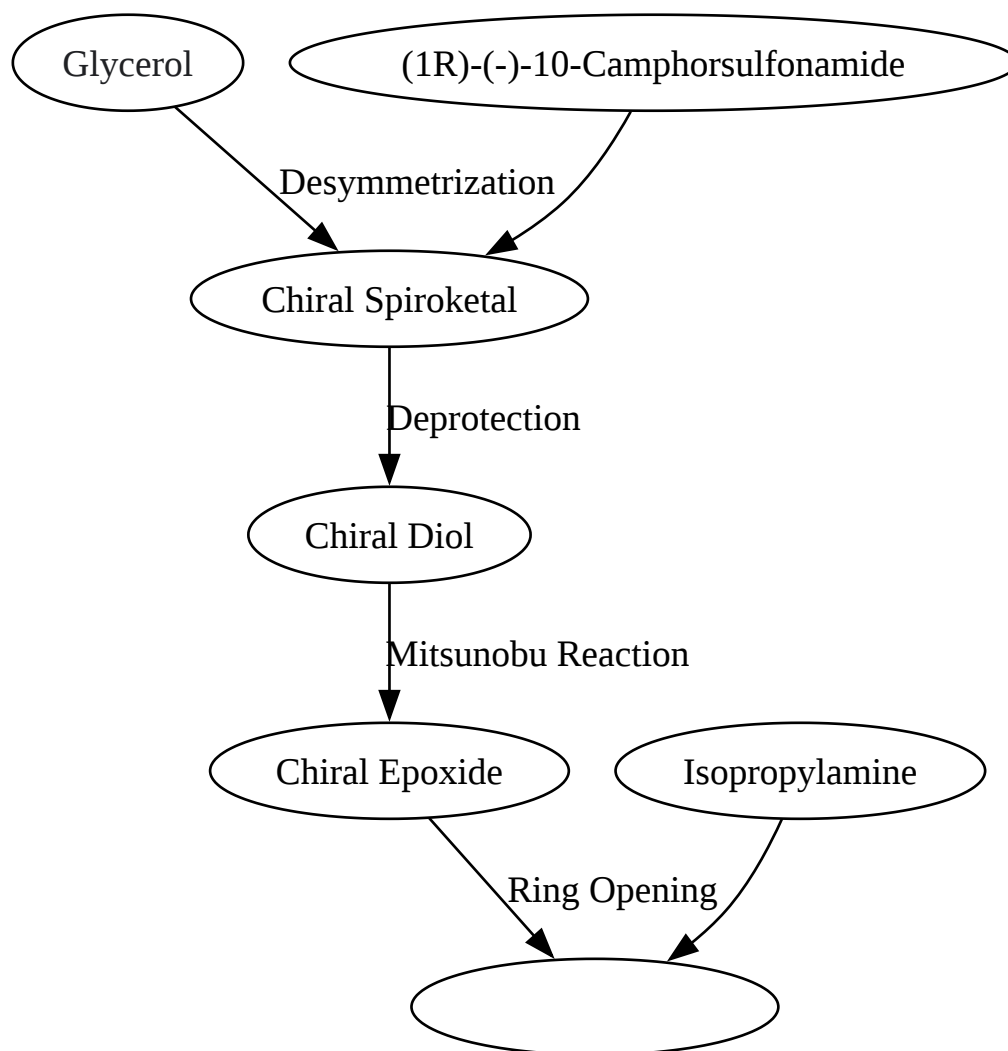 Glycerol
(1R)-(-)-10-Camphorsulfonamide
Desymmetrization
Chiral Spiroketal
Deprotection
Chiral Diol
Mitsunobu Reaction
Chiral Epoxide
Isopropylamine
Ring Opening